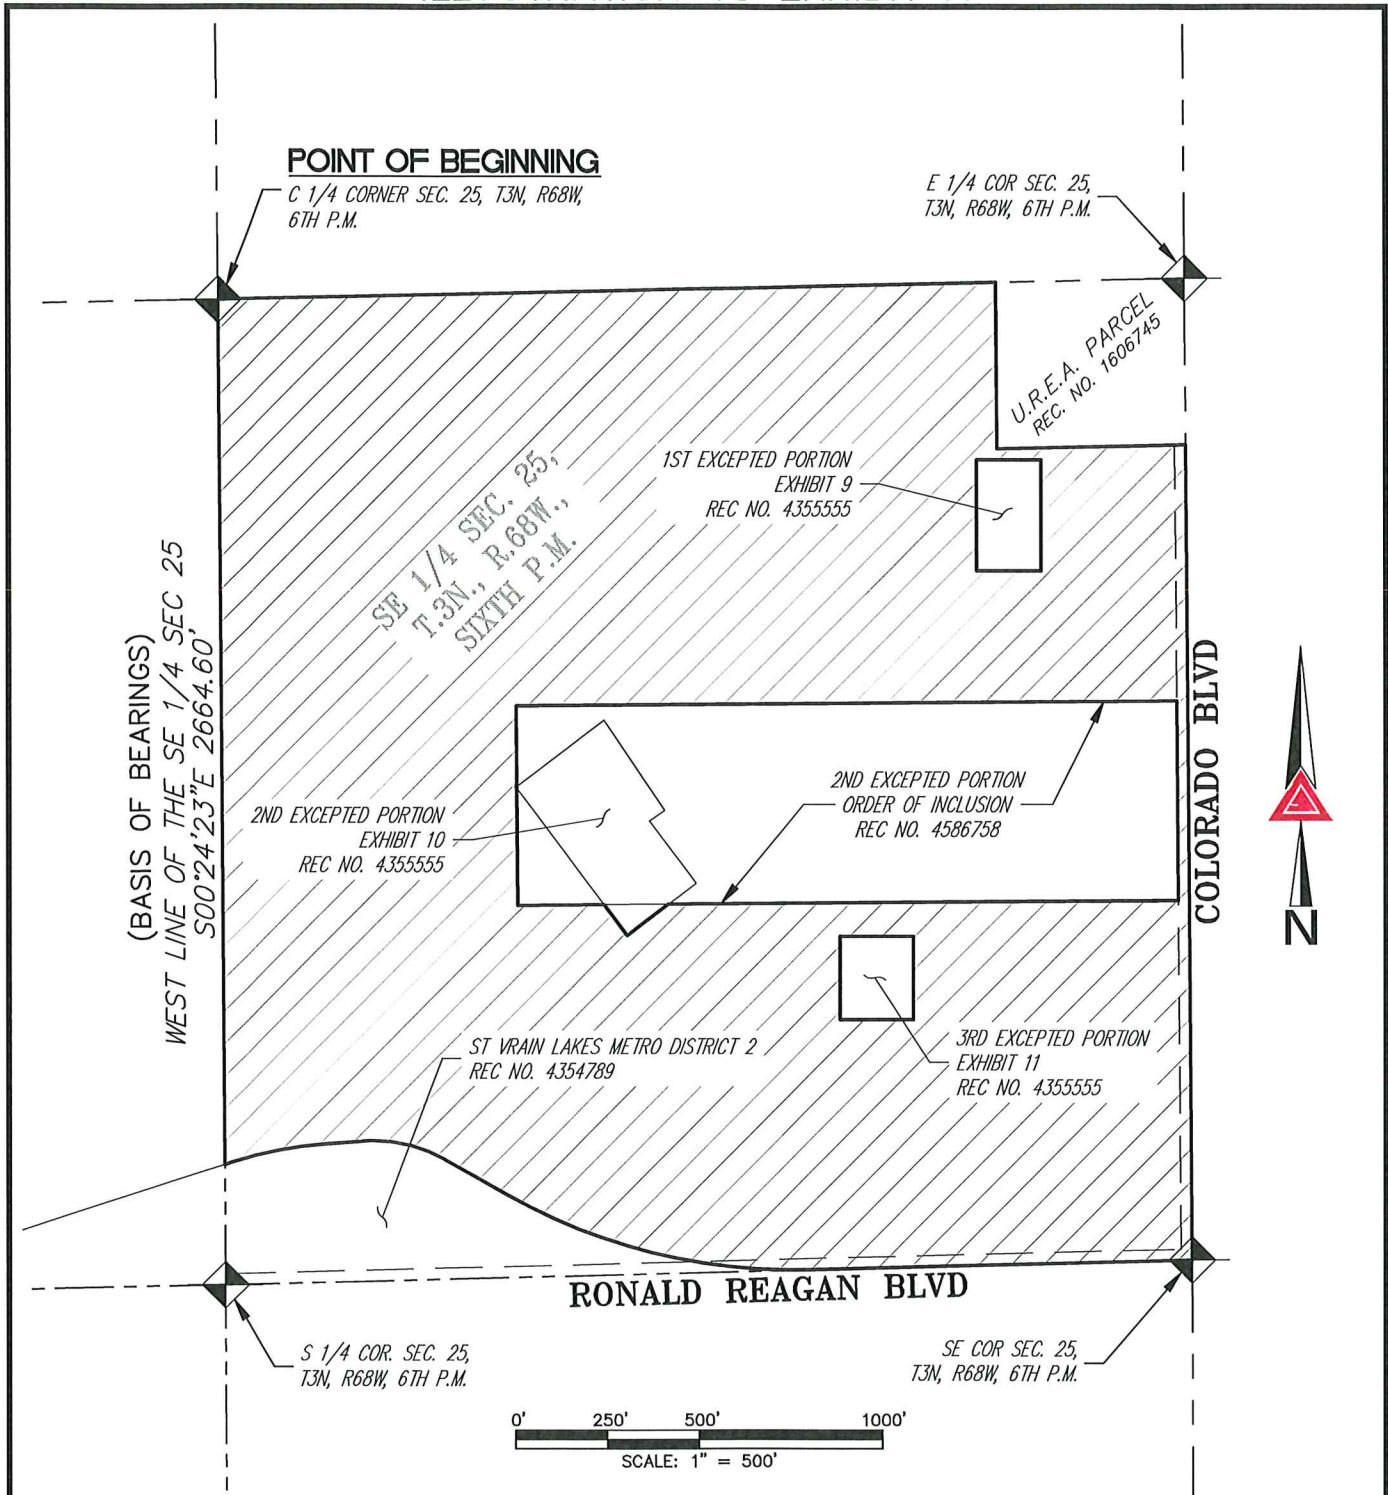 POINT OF BEGINNING
C 1/4 CORNER SEC. 25, T3N, R68W,
6TH P.M.
E 1/4 COR SEC. 25,
T3N, R68W, 6TH P.M.
U.R.E.A. PARCEL
REC. NO. 1606745
1ST EXCEPTED PORTION
EXHIBIT 9
REC NO. 4355555
SE 1/4 SEC. 25,
T.3N., R.68W.,
SIXTH P.M.
(BASIS OF BEARINGS)
WEST LINE OF THE SE 1/4 SEC 25
S00°24'23"E 2664.60'
COLORADO BLVD
2ND EXCEPTED PORTION
EXHIBIT 10
REC NO. 4355555
2ND EXCEPTED PORTION
ORDER OF INCLUSION
REC NO. 4586758
N
ST VRAIN LAKES METRO DISTRICT 2
REC NO. 4354789
3RD EXCEPTED PORTION
EXHIBIT 11
REC NO. 4355555
RONALD REAGAN BLVD
S 1/4 COR. SEC. 25,
T3N, R68W, 6TH P.M.
SE COR SEC. 25,
T3N, R68W, 6TH P.M.
0' 250' 500' 1000'
SCALE: 1" = 500'